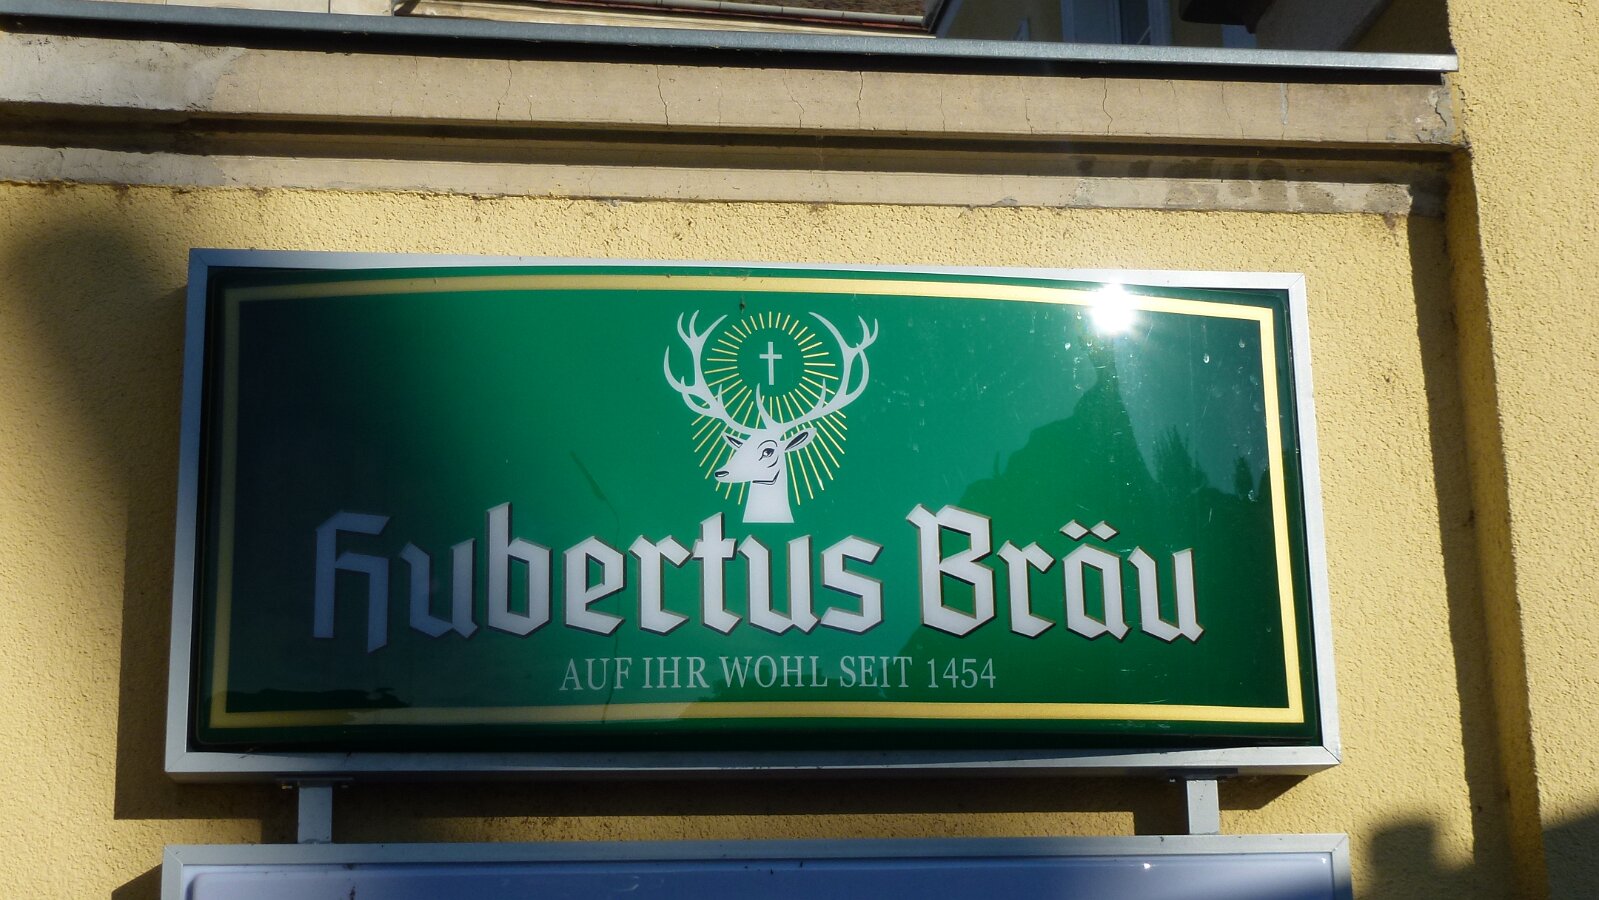 Hubertus Bräu
AUF IHR WOHL SEIT 1454